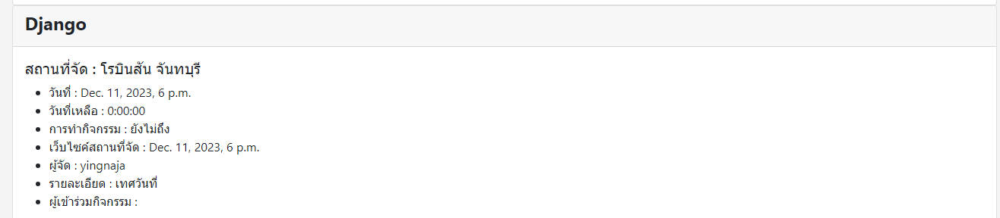 Django
สถานที่จัด : โรบินสัน จันทบุรี
วันที่ : Dec. 11, 2023, 6 p.m.
วันที่เหลือ : 0:00:00
การทำกิจกรรม : ยังไม่ถึง
เว็บไซค์สถานที่จัด : Dec. 11, 2023, 6 p.m.
ผู้จัด : yingnaja
รายละเอียด : เทศวันที่
ผู้เข้าร่วมกิจกรรม :